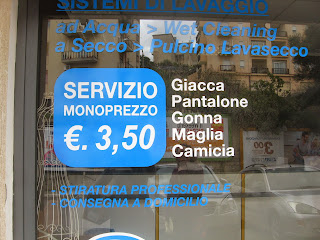 SISTEMI DI LAVAGGIO
ad Acqua > Wet Cleaning
a Secco > Pulcino Lavasecco
SERVIZIO
MONOPREZZO
€. 3,50
Giacca
Pantalone
Gonna
Maglia
Camicia
- STIRATURA PROFESSIONALE
- CONSEGNA A DOMICILIO